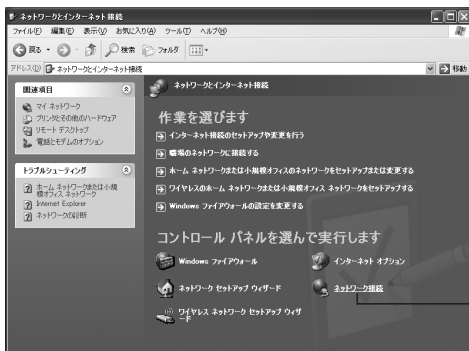 ネットワークとインターネット接続
ファイル(F) 編集(E) 表示(V) お気に入り(A) ツール(T) ヘルプ(H)
戻る 検索 フォルダ
アドレス(D) ネットワークとインターネット接続 移動
関連項目
マイ ネットワーク
プリンタとその他のハードウェア
リモート デスクトップ
電話とモデムのオプション
トラブルシューティング
ホーム ネットワークまたは小規
模オフィス ネットワーク
Internet Explorer
ネットワークの診断
ネットワークとインターネット接続
作業を選びます
インターネット接続のセットアップや変更を行う
職場のネットワークに接続する
ホーム ネットワークまたは小規模オフィスのネットワークをセットアップまたは変更する
ワイヤレスのホーム ネットワークまたは小規模オフィス ネットワークをセットアップする
Windows ファイアウォールの設定を変更する
コントロール パネルを選んで実行します
Windows ファイアウォール インターネット オプション
ネットワーク セットアップ ウィザード ネットワーク接続
ワイヤレス ネットワーク セットアップ ウィザ
ード